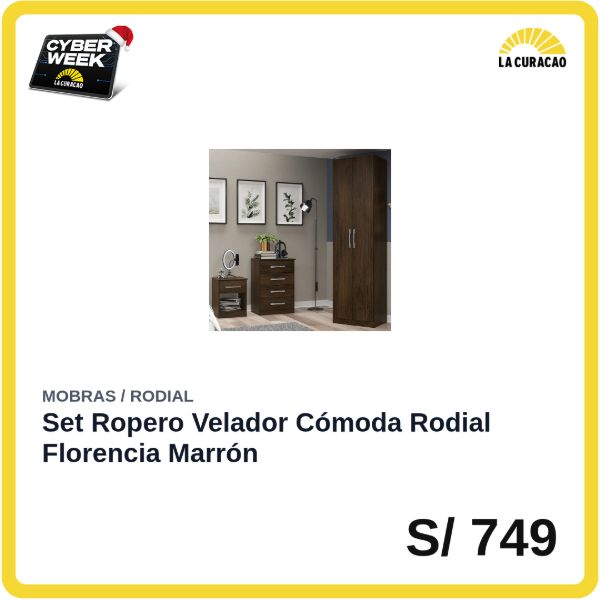 CYBER
WEEK
LA CURACAO
LA CURACAO
MOBRAS / RODIAL
Set Ropero Velador Cómoda Rodial
Florencia Marrón
S/ 749